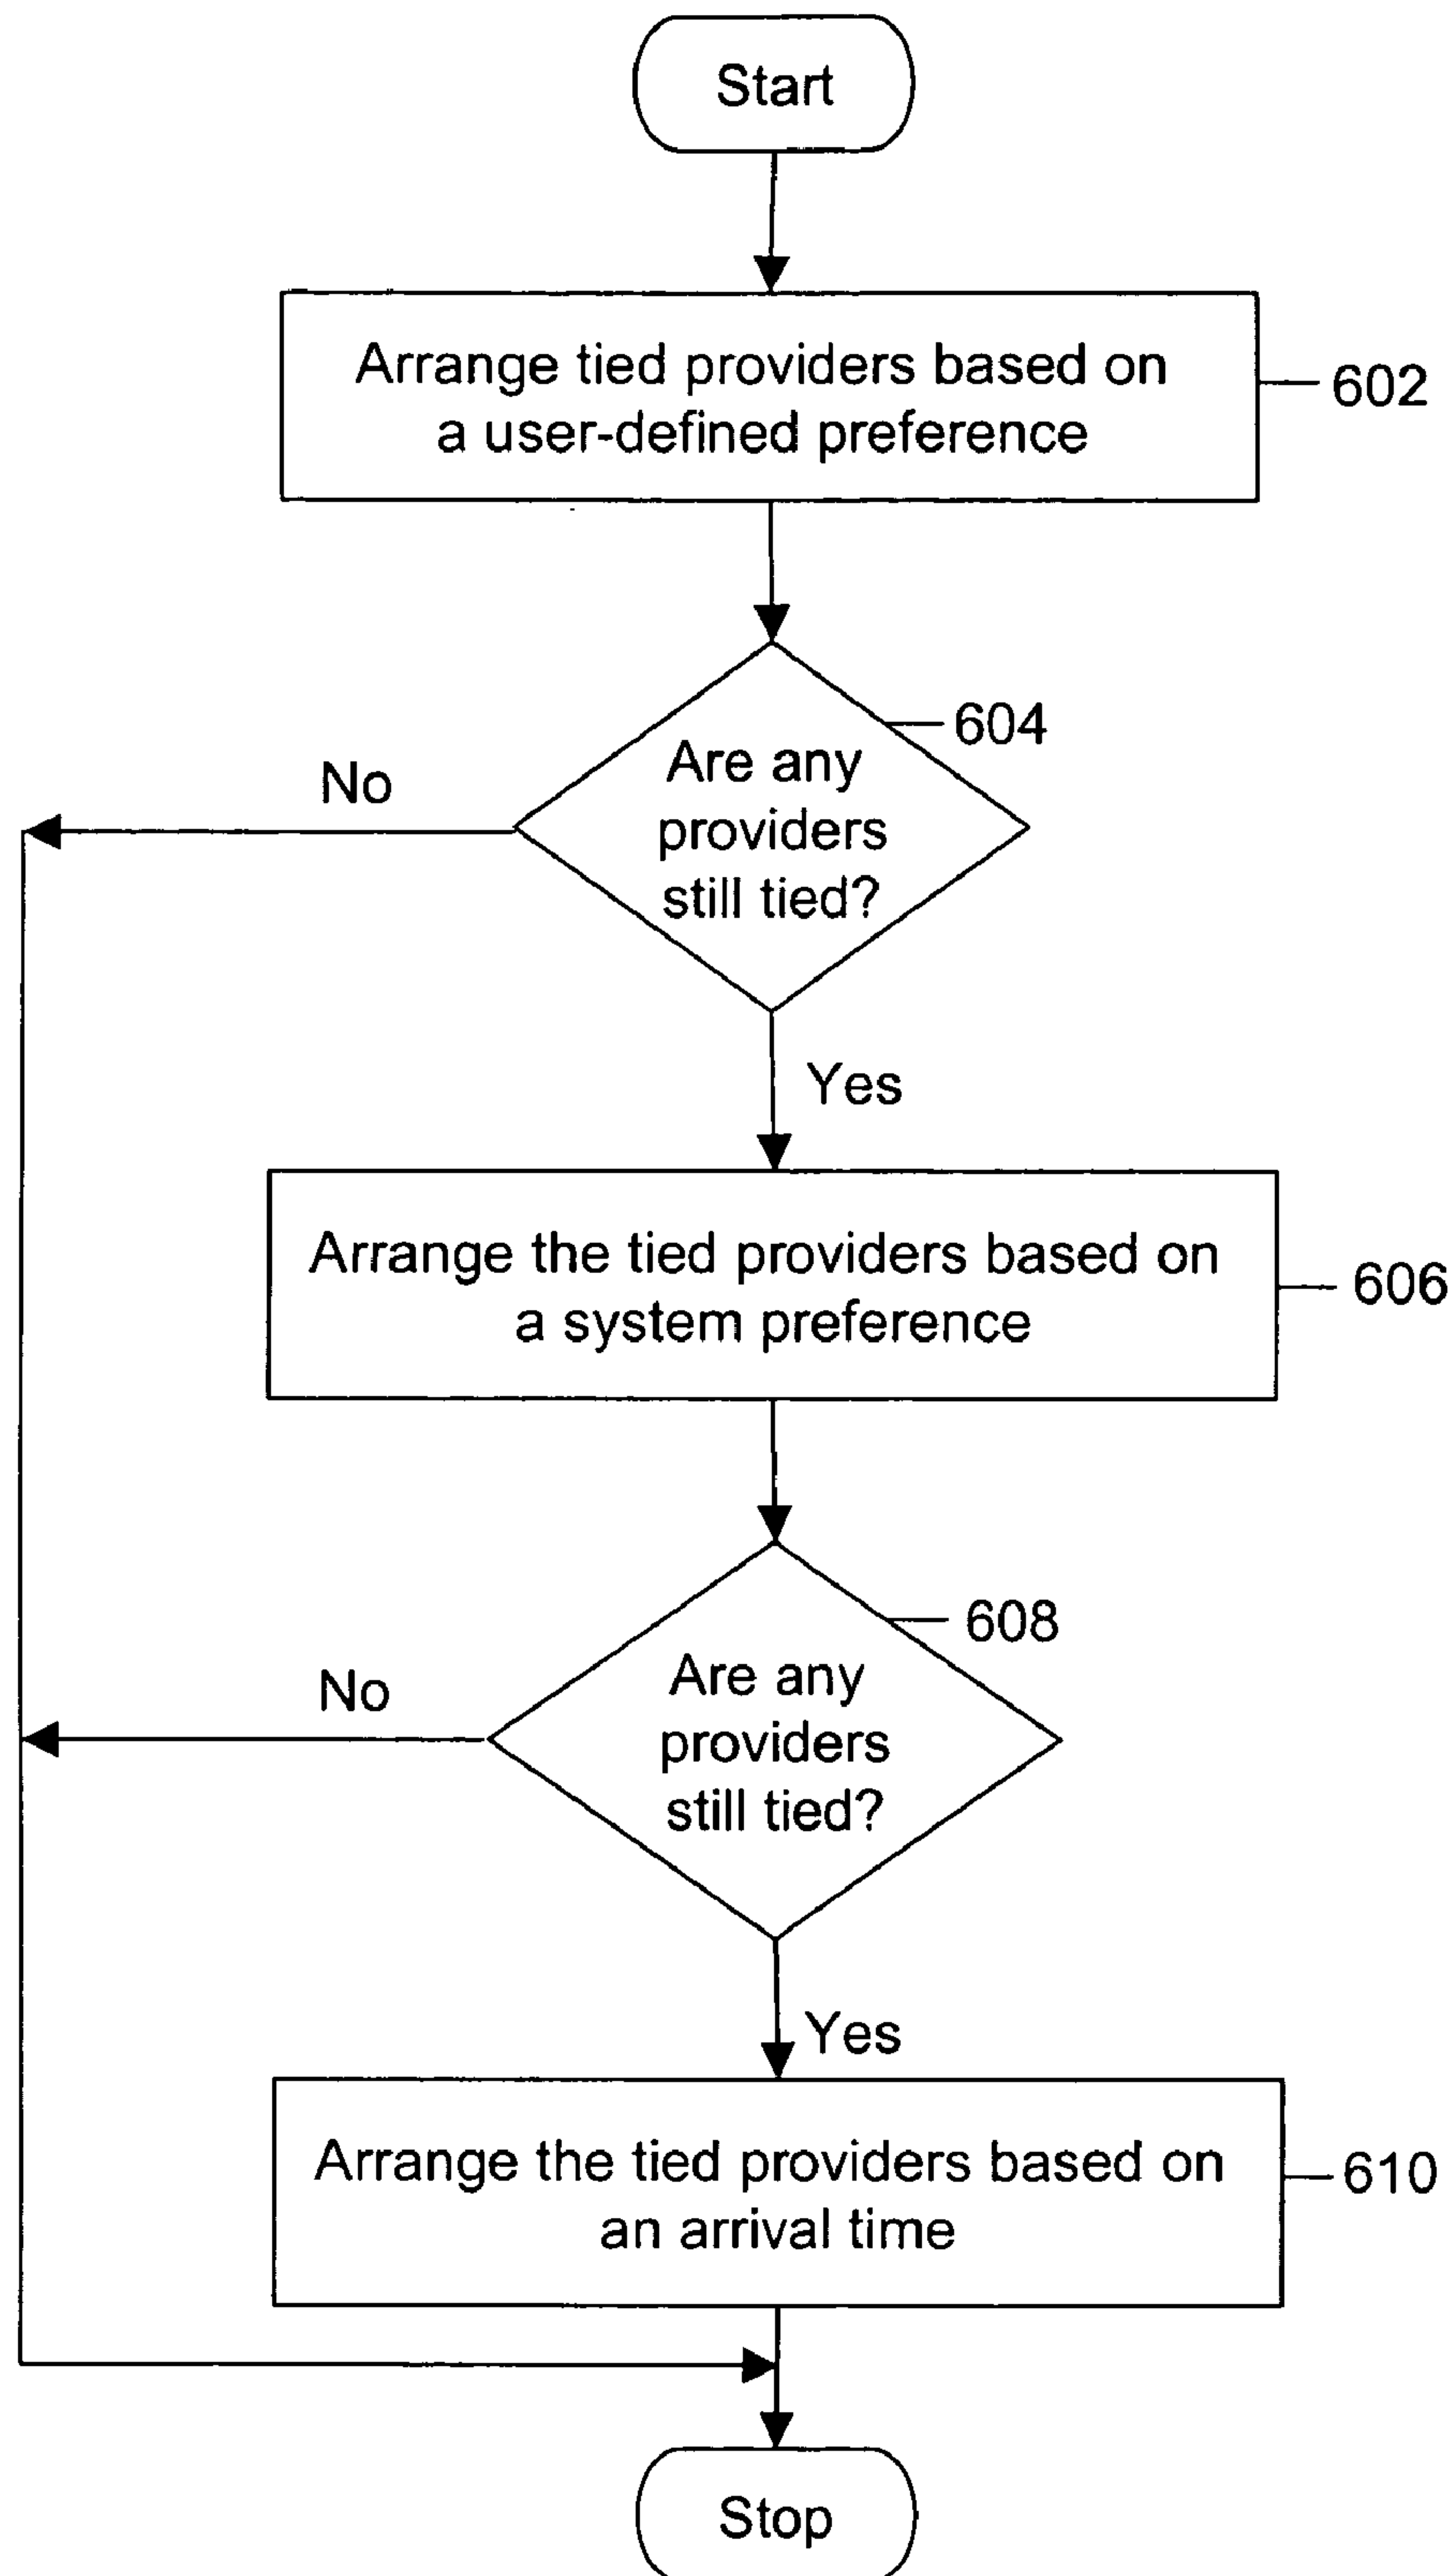 Start
Arrange tied providers based on
a user-defined preference
602
604
Are any
providers
still tied?
No
Yes
Arrange the tied providers based on
a system preference
606
608
Are any
providers
still tied?
No
Yes
Arrange the tied providers based on
an arrival time
610
Stop